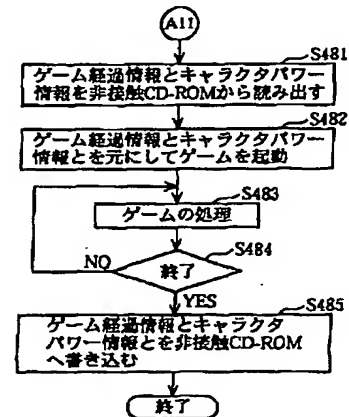 A11
S481
ゲーム経過情報とキャラクタパワー
情報を非接触CD-ROMから読み出す
S482
ゲーム経過情報とキャラクタパワー
情報とを元にしてゲームを起動
S483
ゲームの処理
S484
NO
終了
YES
S485
ゲーム経過情報とキャラクタ
パワー情報とを非接触CD-ROM
へ書き込む
終了